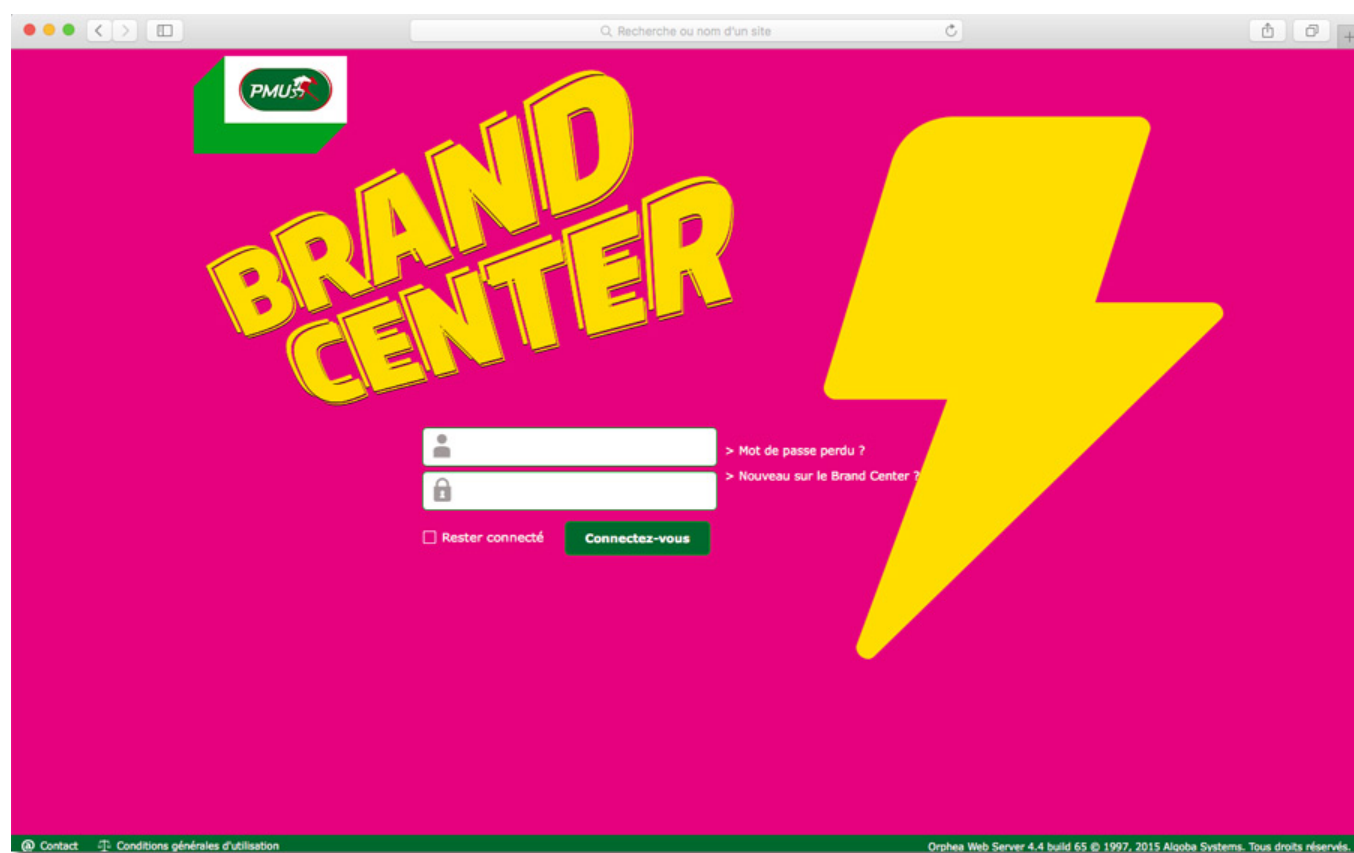 Recherche ou nom d'un site
PMU
BRAND
CENTER
> Mot de passe perdu ?
> Nouveau sur le Brand Center ?
Rester connecté
Connectez-vous
@ Contact
Conditions générales d'utilisation
Orphea Web Server 4.4 build 65 © 1997, 2015 Algoba Systems. Tous droits réservés.